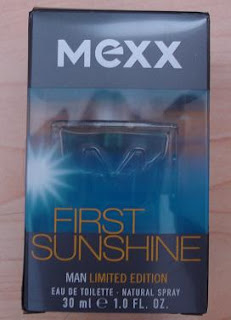 mexx
FIRST
SUNSHINE
MAN LIMITED EDITION
EAU DE TOILETTE - NATURAL SPRAY
30 ml e 1.0 FL. OZ.